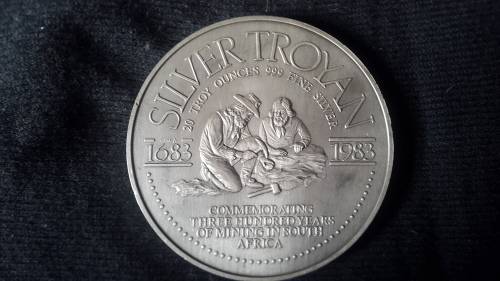 SILVER TROYAN
20 TROY OUNCES 999 FINE SILVER
1683 1983
COMMEMORATING
THREE HUNDRED YEARS
OF MINING IN SOUTH
AFRICA